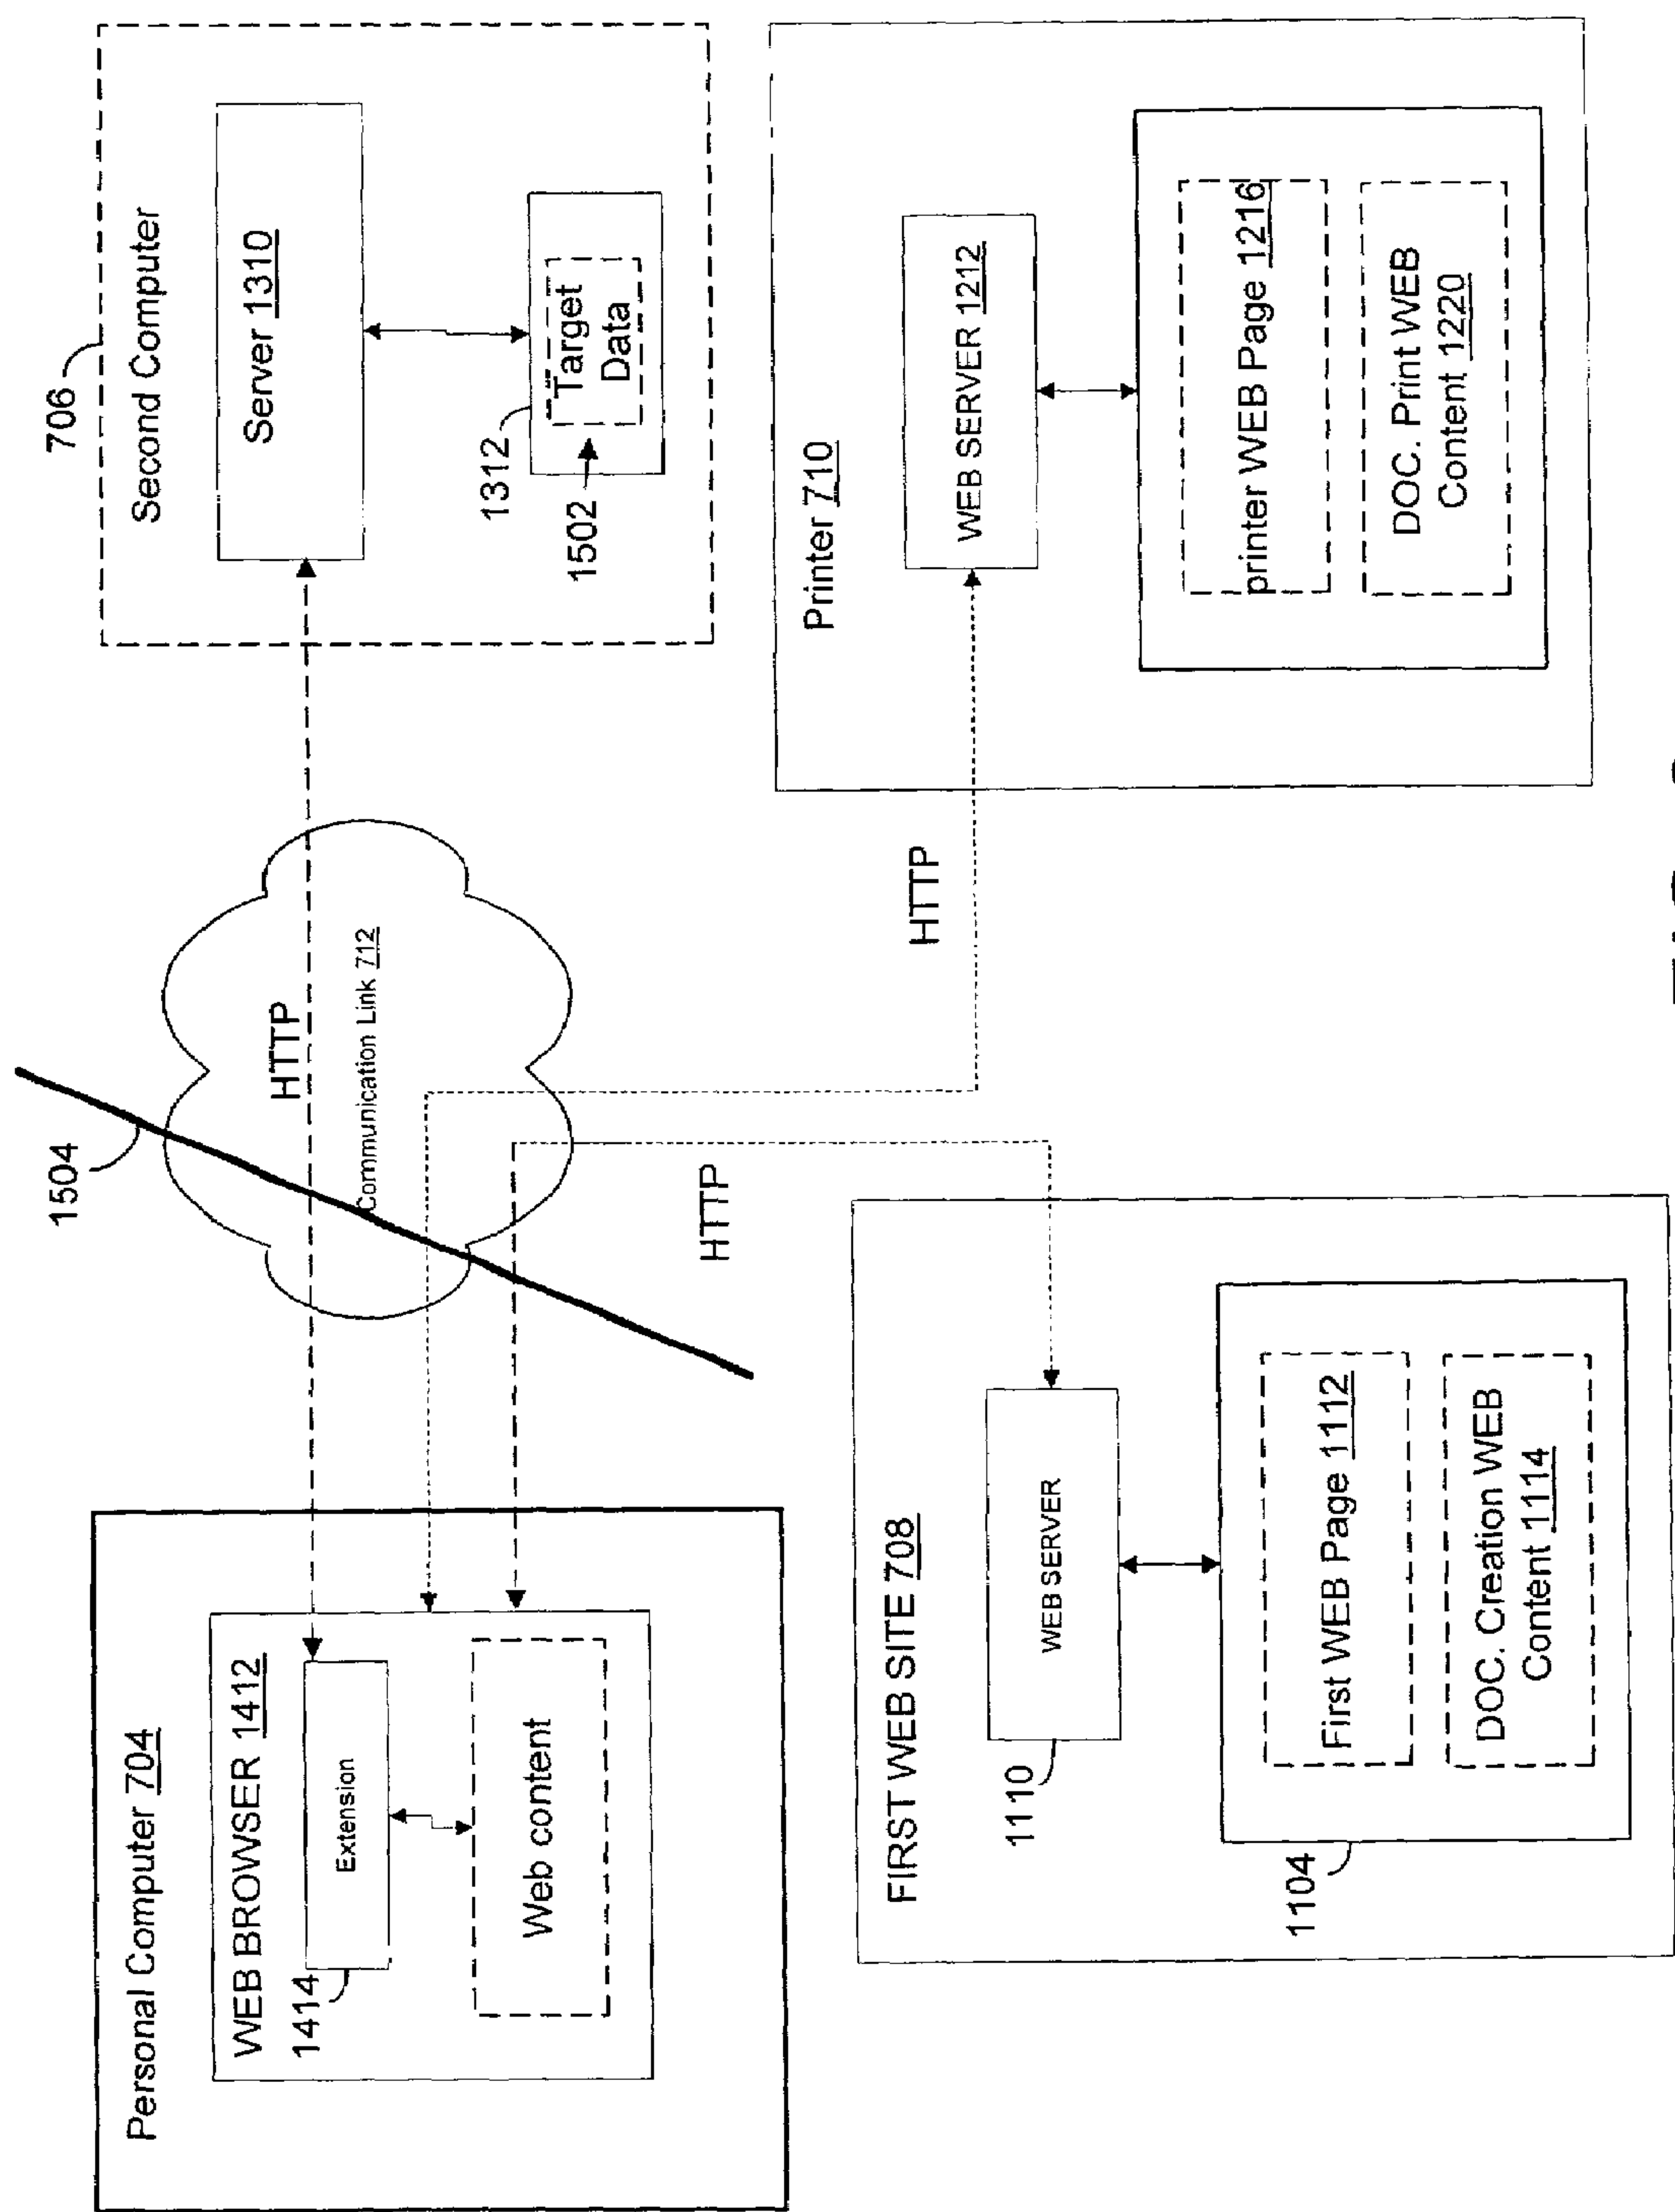 Personal Computer 704
WEB BROWSER 1412
1414
Extension
Web content
1504
HTTP
Communication Link 712
706
Second Computer
Server 1310
1312
1502
Target
Data
FIRST WEB SITE 708
1110
WEB SERVER
HTTP
1104
First WEB Page 1112
DOC. Creation WEB
Content 1114
HTTP
Printer 710
WEB SERVER 1212
printer WEB Page 1216
DOC. Print WEB
Content 1220